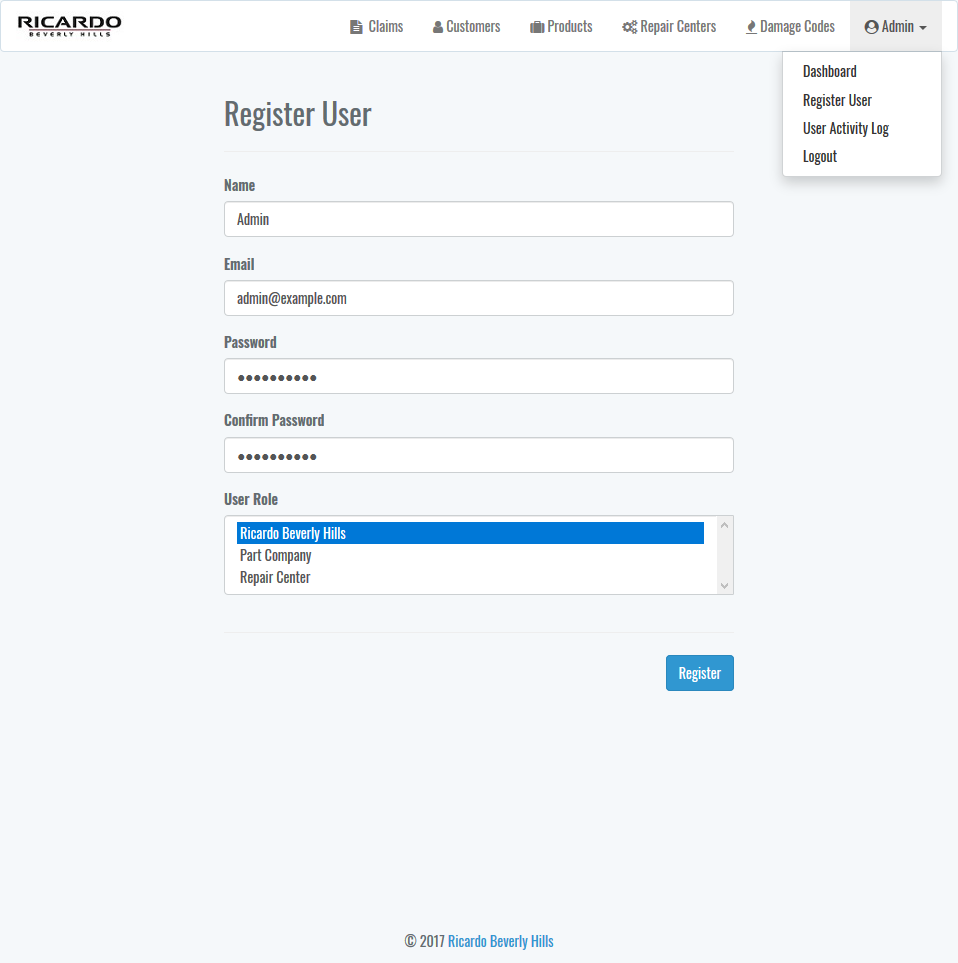 RICARDO
BEVERLY HILLS
Claims Customers Products Repair Centers Damage Codes Admin
Dashboard
Register User
User Activity Log
Logout
Register User
Name
Admin
Email
admin@example.com
Password
●●●●●●●●●●
Confirm Password
●●●●●●●●●●
User Role
Ricardo Beverly Hills
Part Company
Repair Center
Register
© 2017 Ricardo Beverly Hills